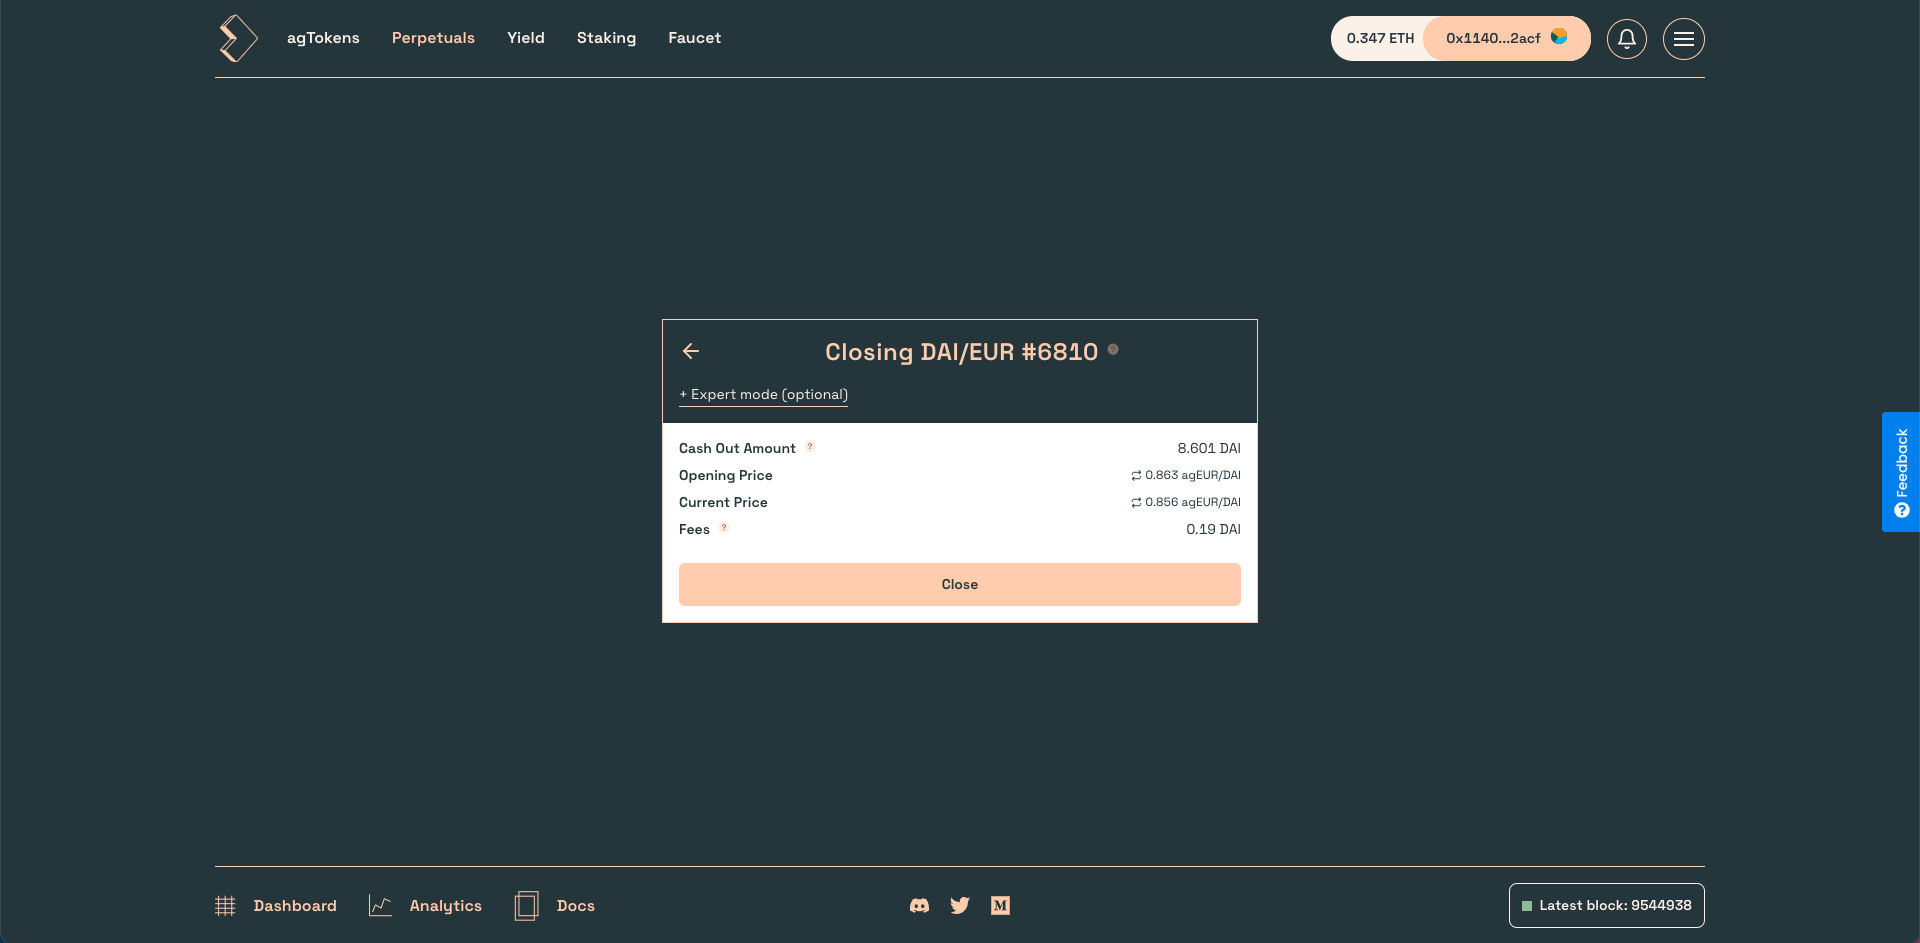 agTokens Perpetuals Yield Staking Faucet
0.347 ETH 0x1140...2acf
Closing DAI/EUR #6810 ?
+ Expert mode (optional)
Cash Out Amount ? 8.601 DAI
Opening Price 0.863 agEUR/DAI
Current Price 0.856 agEUR/DAI
Fees ? 0.19 DAI
Close
? Feedback
Dashboard Analytics Docs
M
Latest block: 9544938